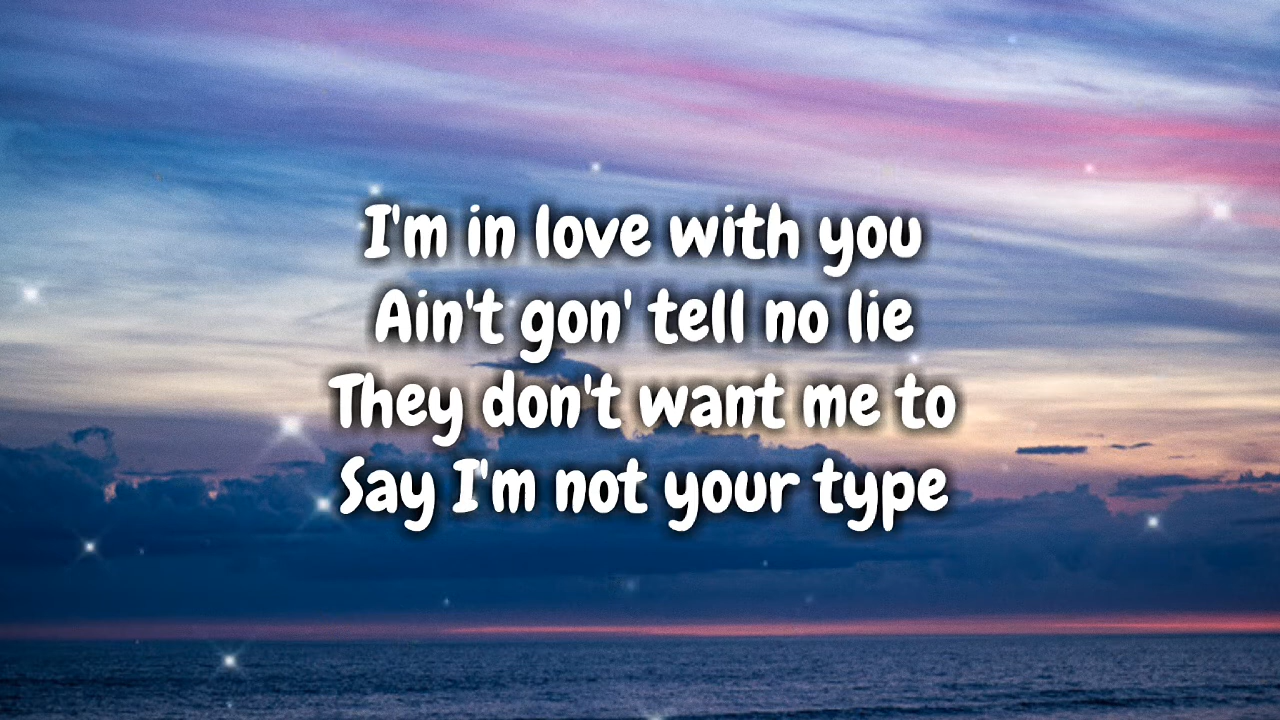 I'm in love with you
Ain't gon' tell no lie
They don't want me to
Say I'm not your type